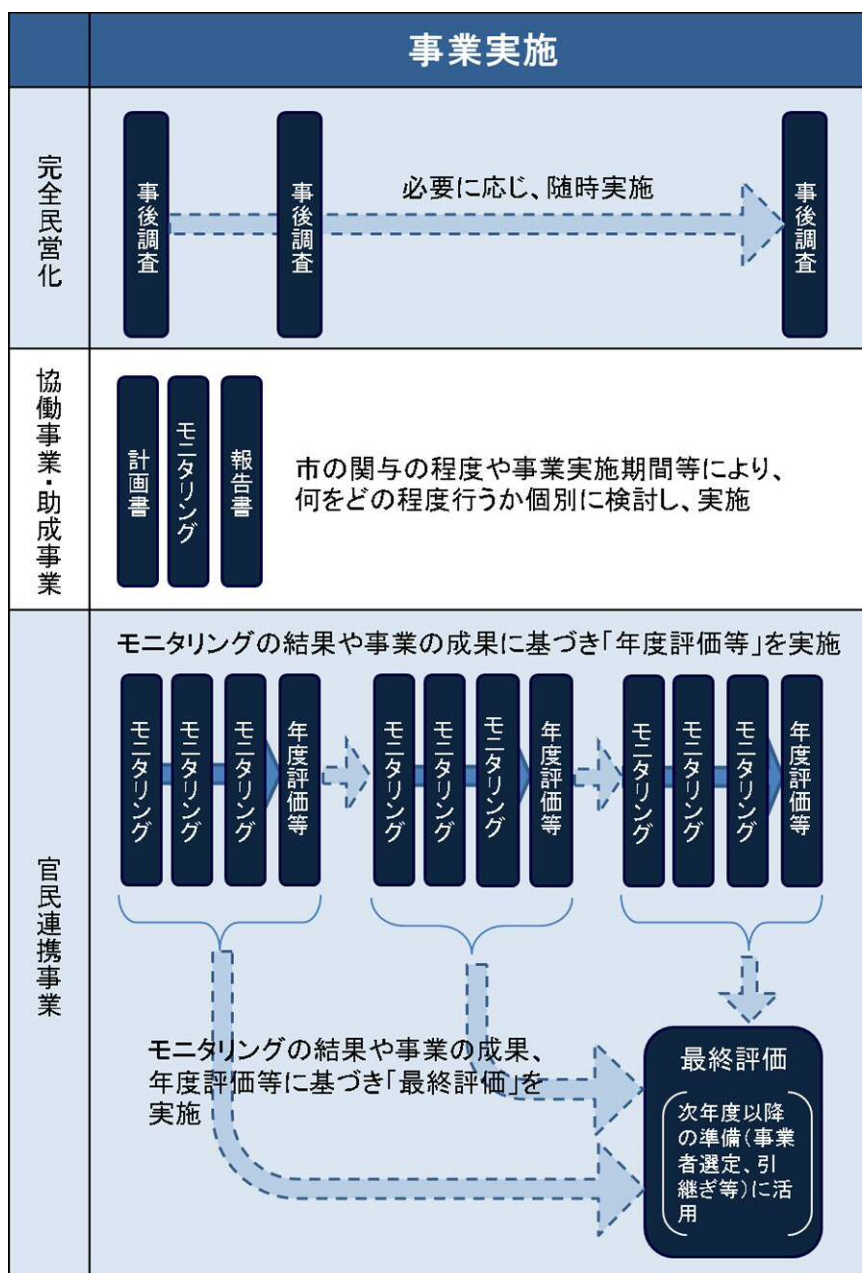 事業実施
完全民営化
事後調査
事後調査
必要に応じ、随時実施
事後調査
協働事業・助成事業
計画書
モニタリング
報告書
市の関与の程度や事業実施期間等により、
何をどの程度行うか個別に検討し、実施
官民連携事業
モニタリングの結果や事業の成果に基づき「年度評価等」を実施
モニタリング
モニタリング
モニタリング
年度評価等
モニタリング
モニタリング
モニタリング
年度評価等
モニタリング
モニタリング
モニタリング
年度評価等
モニタリングの結果や事業の成果、
年度評価等に基づき「最終評価」を
実施
最終評価
次年度以降
の準備(事業
者選定、引
継ぎ等)に活
用